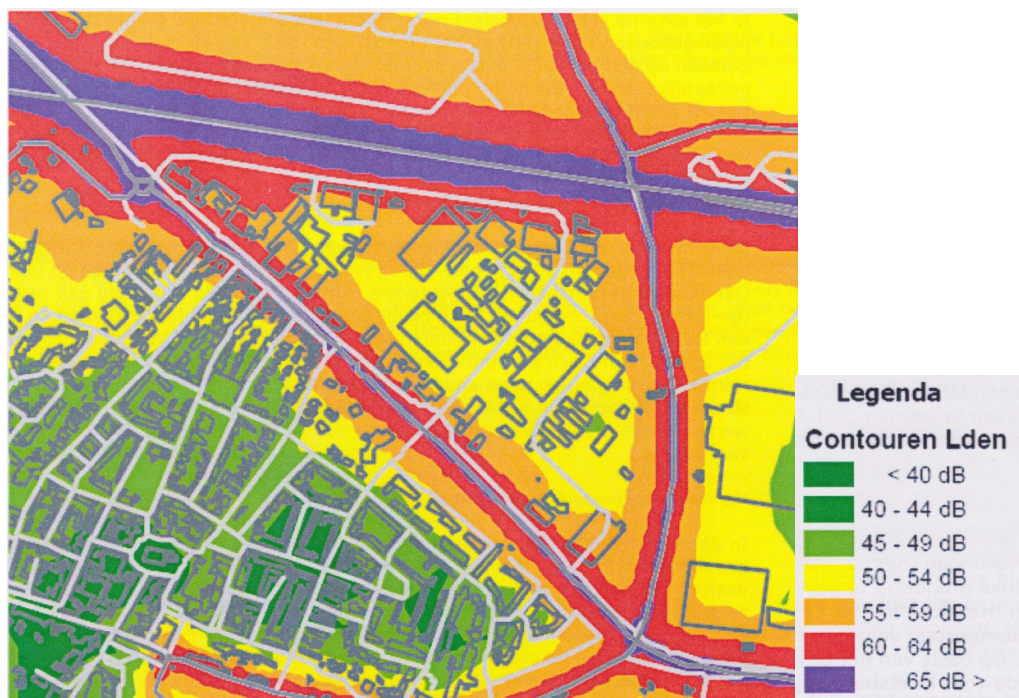 Legenda
Contouren Lden
< 40 dB
40 - 44 dB
45 - 49 dB
50 - 54 dB
55 - 59 dB
60 - 64 dB
65 dB >